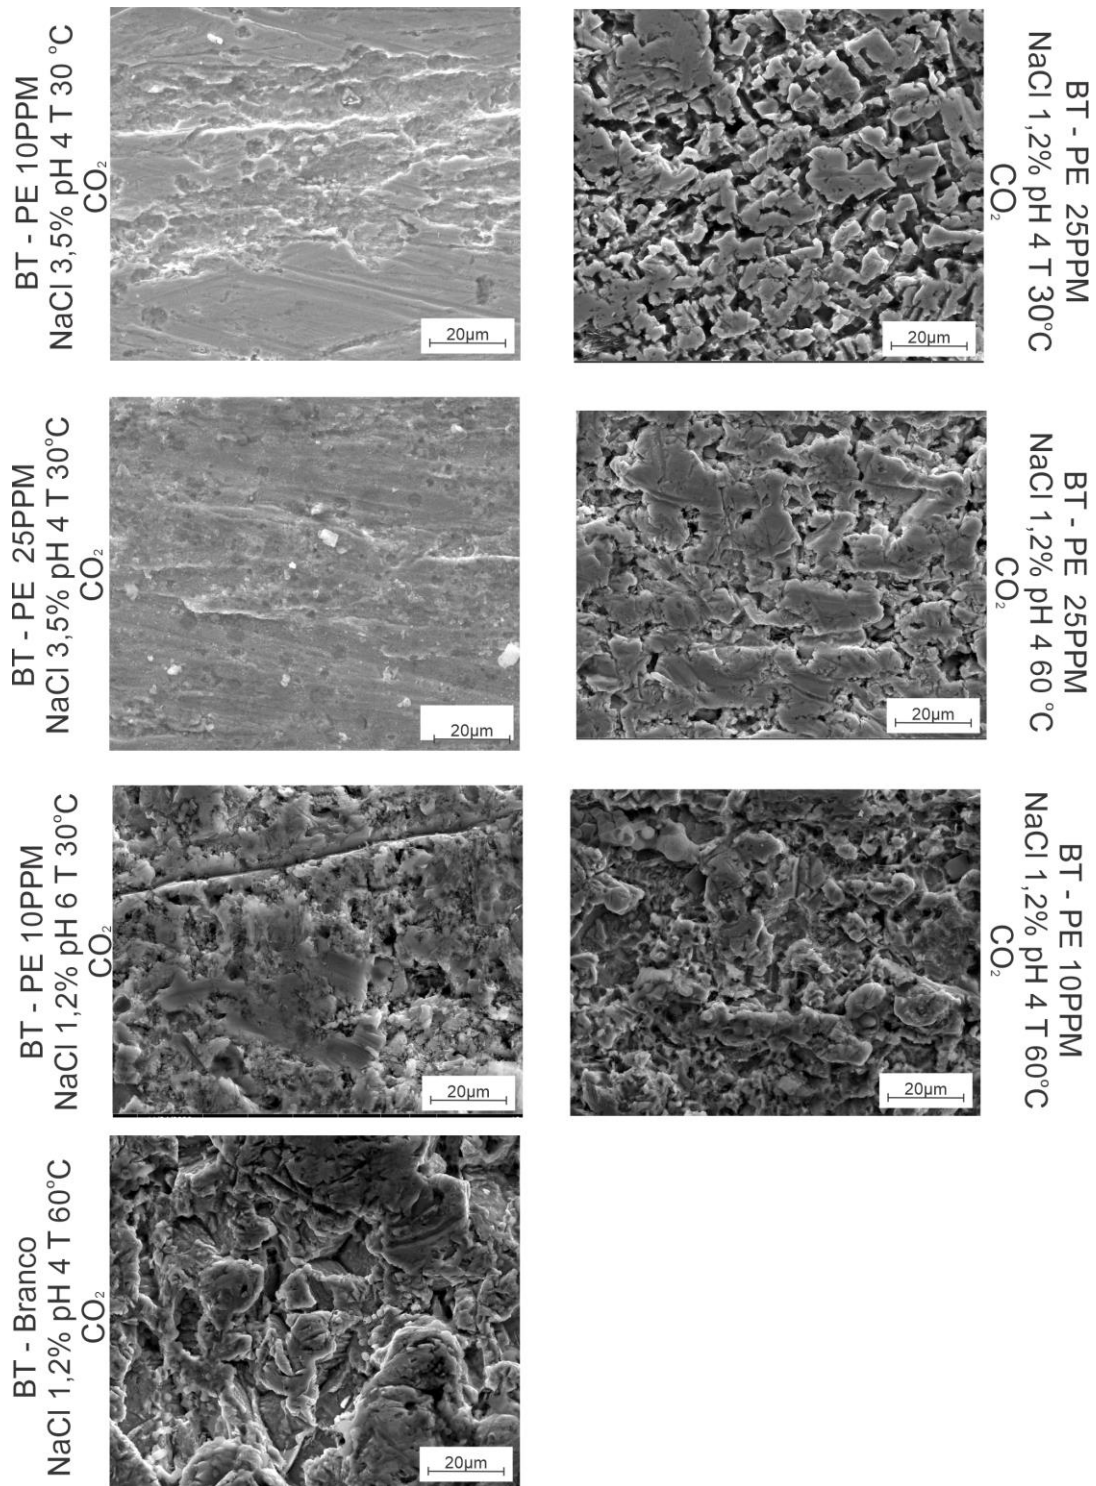 BT - PE 10PPM
NaCl 3,5% pH 4 T 30 °C
CO₂
20µm
BT - PE 25PPM
NaCl 1,2% pH 4 T 30°C
CO₂
20µm
BT - PE 25PPM
NaCl 3,5% pH 4 T 30°C
CO₂
20µm
BT - PE 25PPM
NaCl 1,2% pH 4 60 °C
CO₂
20µm
BT - PE 10PPM
NaCl 1,2% pH 6 T 30°C
CO₂
20µm
BT - PE 10PPM
NaCl 1,2% pH 4 T 60°C
CO₂
20µm
BT - Branco
NaCl 1,2% pH 4 T 60°C
CO₂
20µm